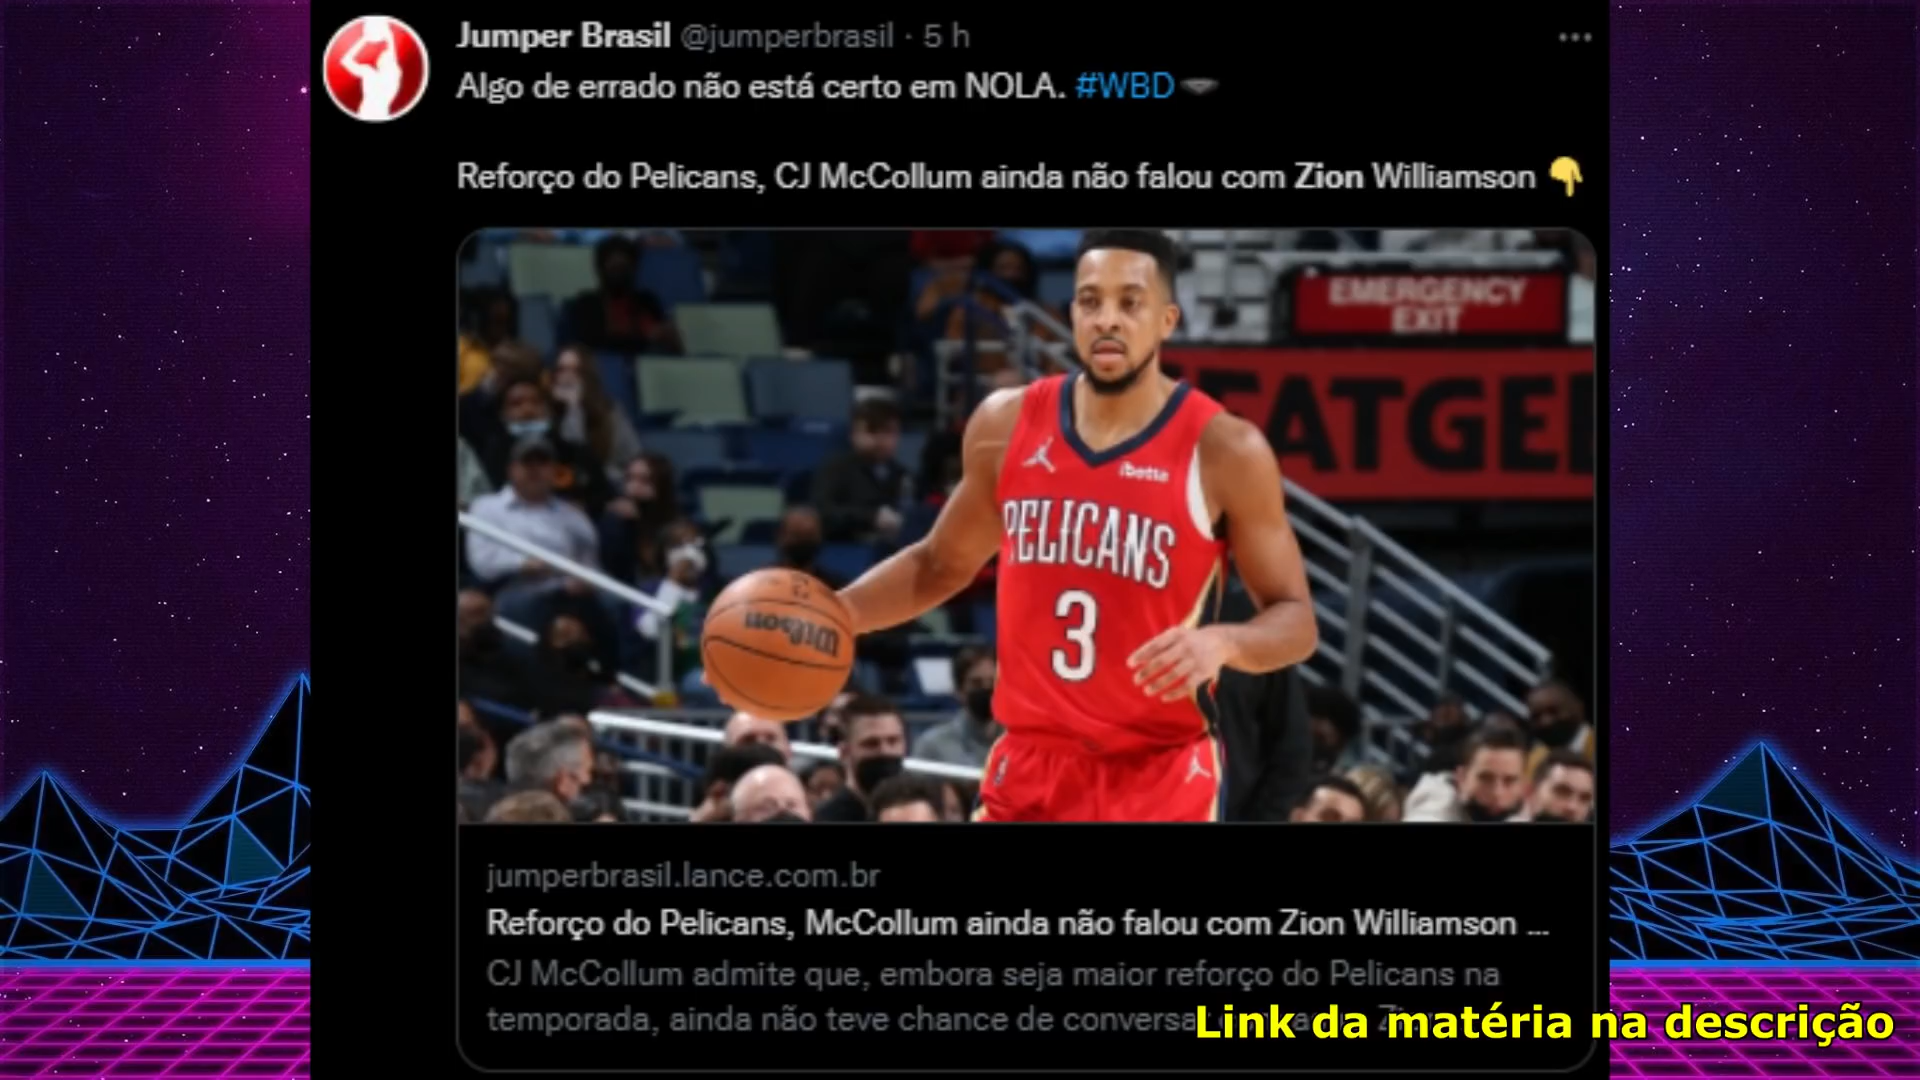 Jumper Brasil @jumperbrasil · 5 h
Algo de errado não está certo em NOLA. #WBD
Reforço do Pelicans, CJ McCollum ainda não falou com Zion Williamson
EMERGENCY
EXIT
FATGE
ibotta
PELICANS
3
Wilson
jumperbrasil.lance.com.br
Reforço do Pelicans, McCollum ainda não falou com Zion Williamson ...
CJ McCollum admite que, embora seja maior reforço do Pelicans na
temporada, ainda não teve chance de conversa
Link da matéria na descrição